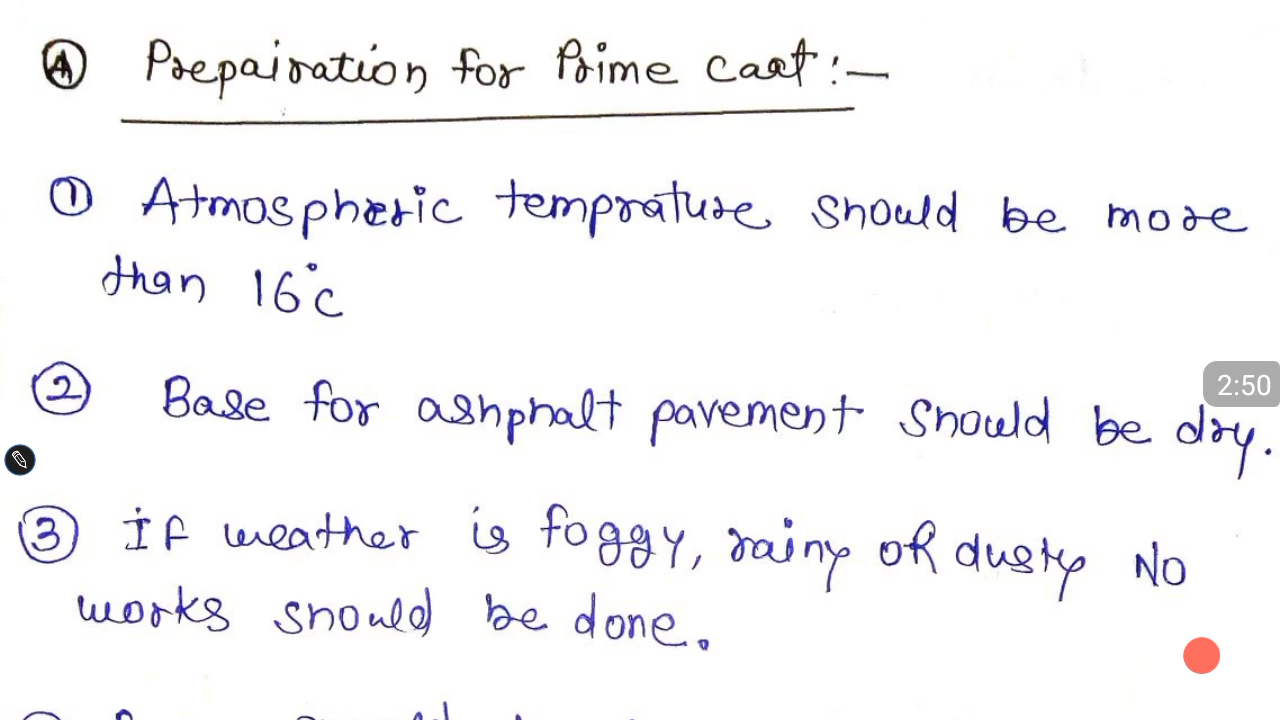 A Prepairation for Prime Caat :-
1 Atmospheric temprature should be more
than 16°c
2 Base for ashphalt pavement should be dry.
2:50
3 If weather is foggy, rainy oR dusty No
works should be done.